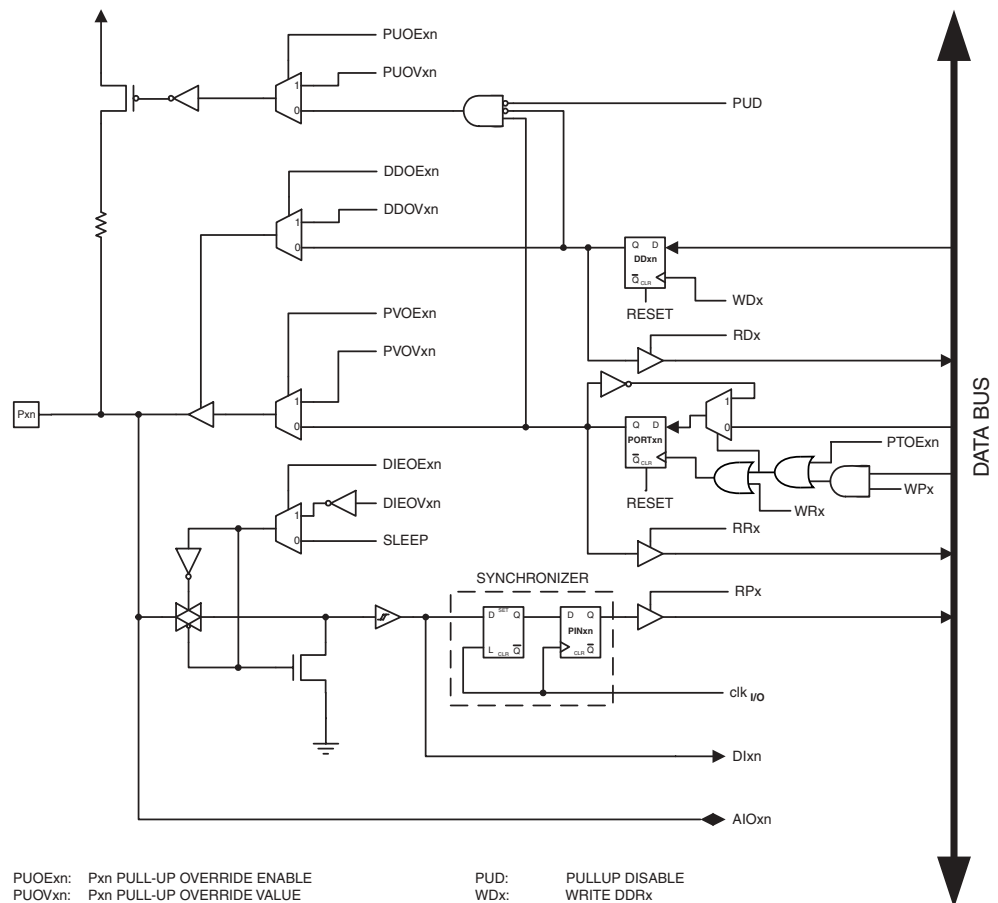 PUOExn
PUOVxn
1
0
PUD
DDOExn
DDOVxn
1
0
Q D
DDxn
Q CLR
WDx
RESET
RDx
PVOExn
PVOVxn
Pxn
1
0
1
0
Q D
PORTxn
Q CLR
PTOExn
DATA BUS
DIEOExn
DIEOVxn
1
0
SLEEP
RESET
WRx
WPx
RRx
SYNCHRONIZER
RPx
D SET Q
L CLR Q
D Q
PINxn
CLR Q
clk I/O
DIxn
AIOxn
PUOExn: Pxn PULL-UP OVERRIDE ENABLE
PUOVxn: Pxn PULL-UP OVERRIDE VALUE
PUD: PULLUP DISABLE
WDx: WRITE DDRx